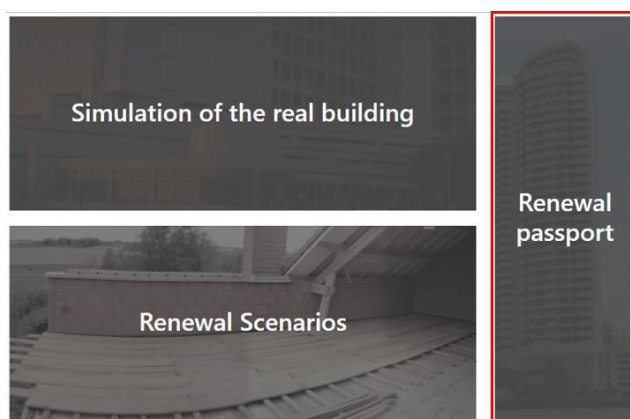 Simulation of the real building
Renewal Scenarios
Renewal
passport